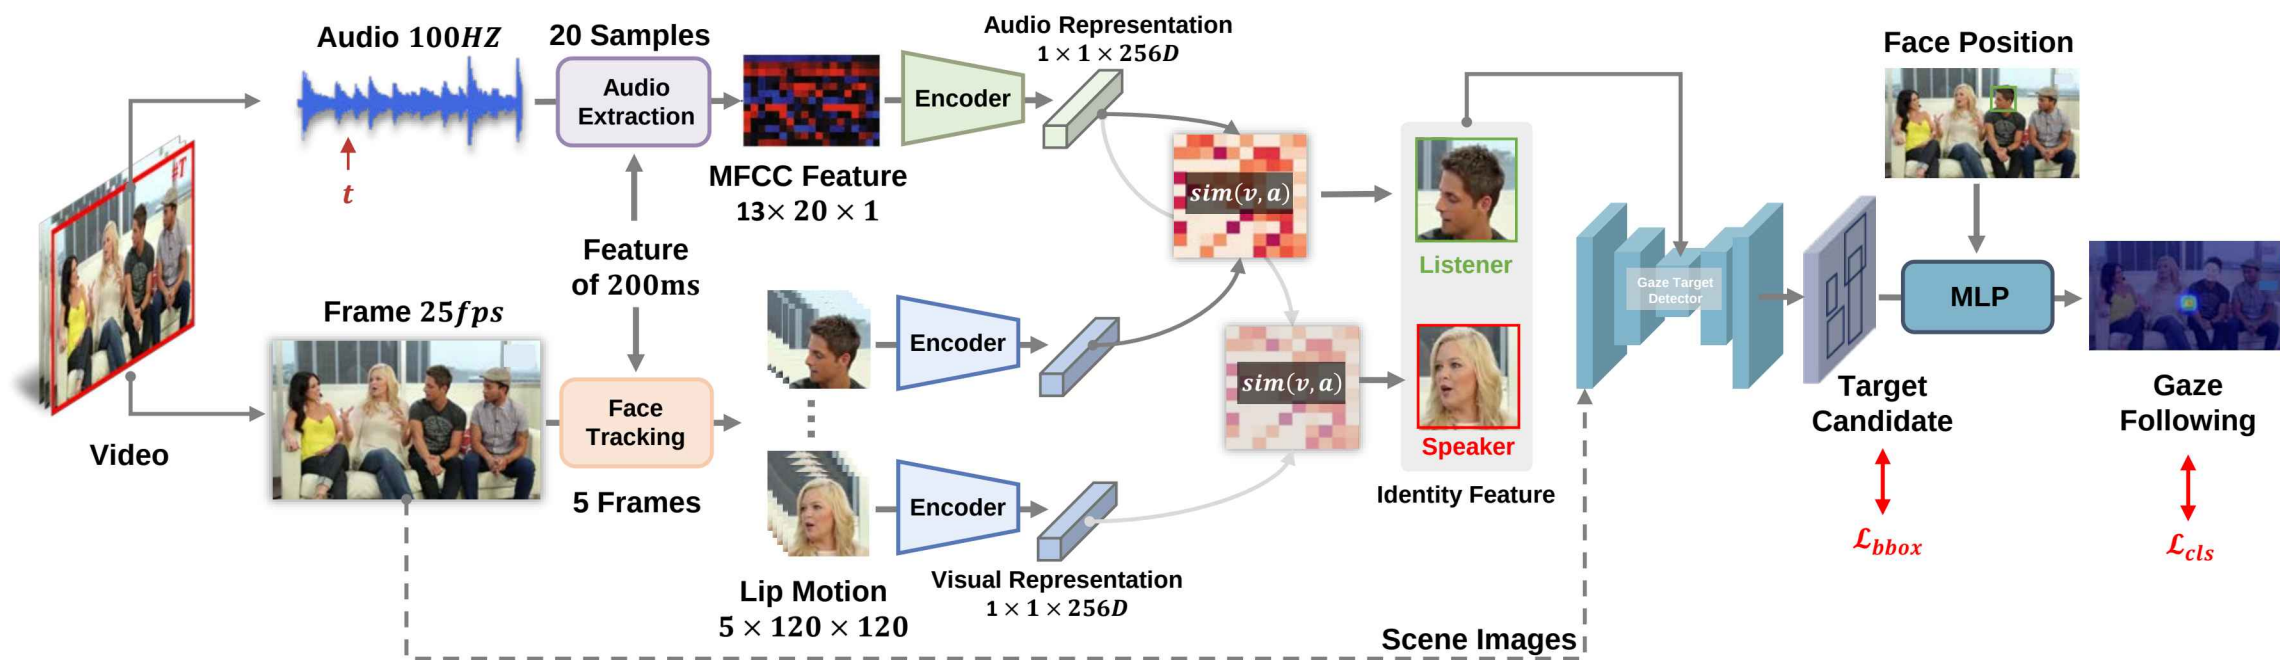 Audio 100HZ
20 Samples
Audio
Extraction
MFCC Feature
13× 20 × 1
Encoder
Audio Representation
1 × 1 × 256D
#T
t
Video
Feature
of 200ms
Frame 25fps
Face
Tracking
5 Frames
Encoder
Encoder
Lip Motion
5 × 120 × 120
Visual Representation
1 × 1 × 256D
sim(v, a)
sim(v, a)
Listener
Speaker
Identity Feature
Scene Images
Gaze Target
Detector
Face Position
MLP
Target
Candidate
ℒbbox
Gaze
Following
ℒcls